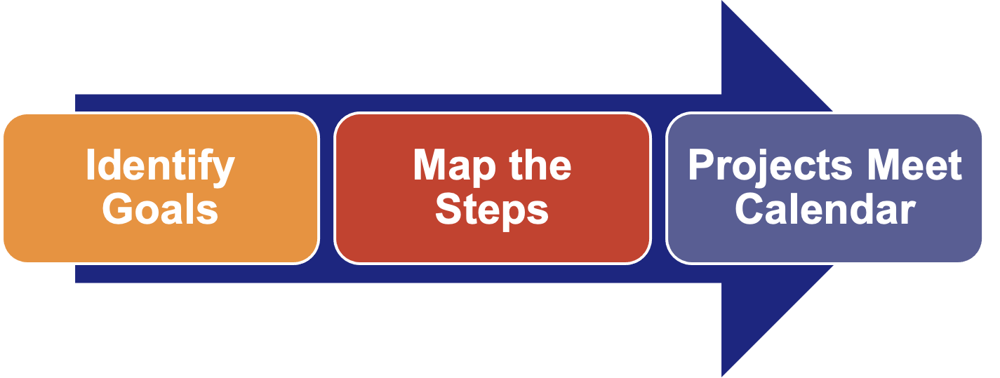 Identify
Goals
Map the
Steps
Projects Meet
Calendar